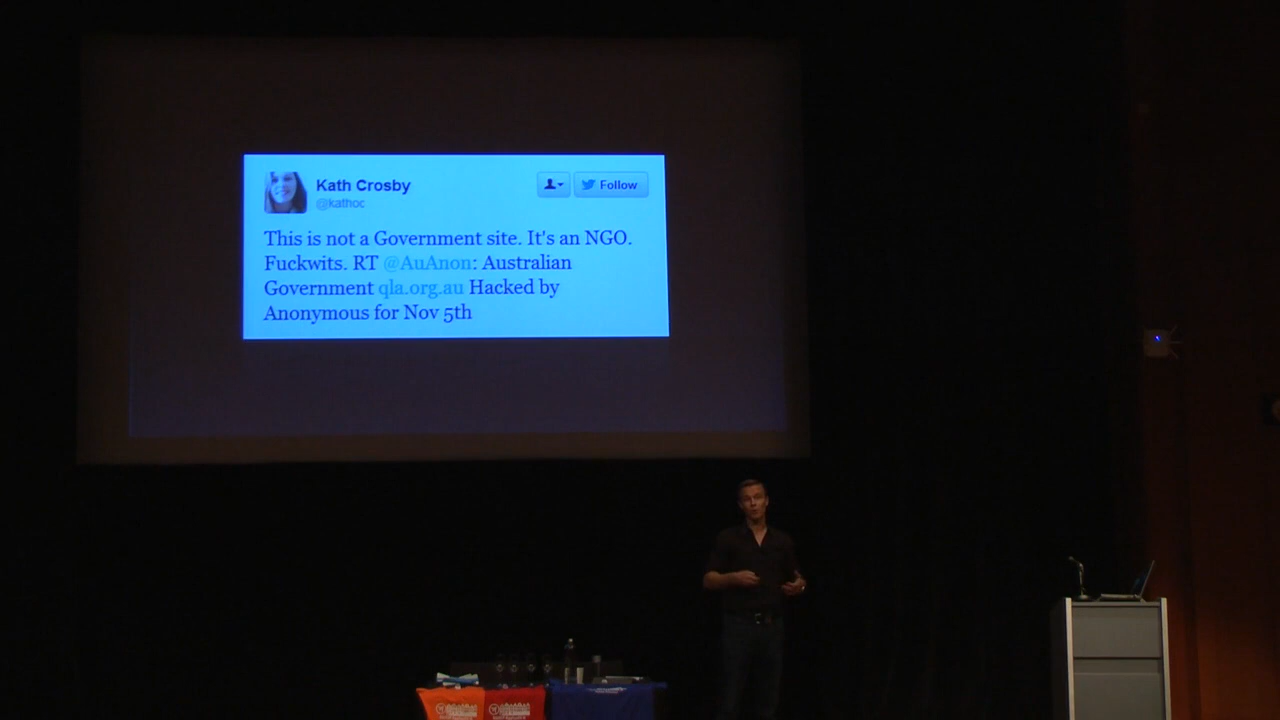 Kath Crosby
@kathoc
Follow
This is not a Government site. It's an NGO.
Fuckwits. RT @AuAnon: Australian
Government qla.org.au Hacked by
Anonymous for Nov 5th